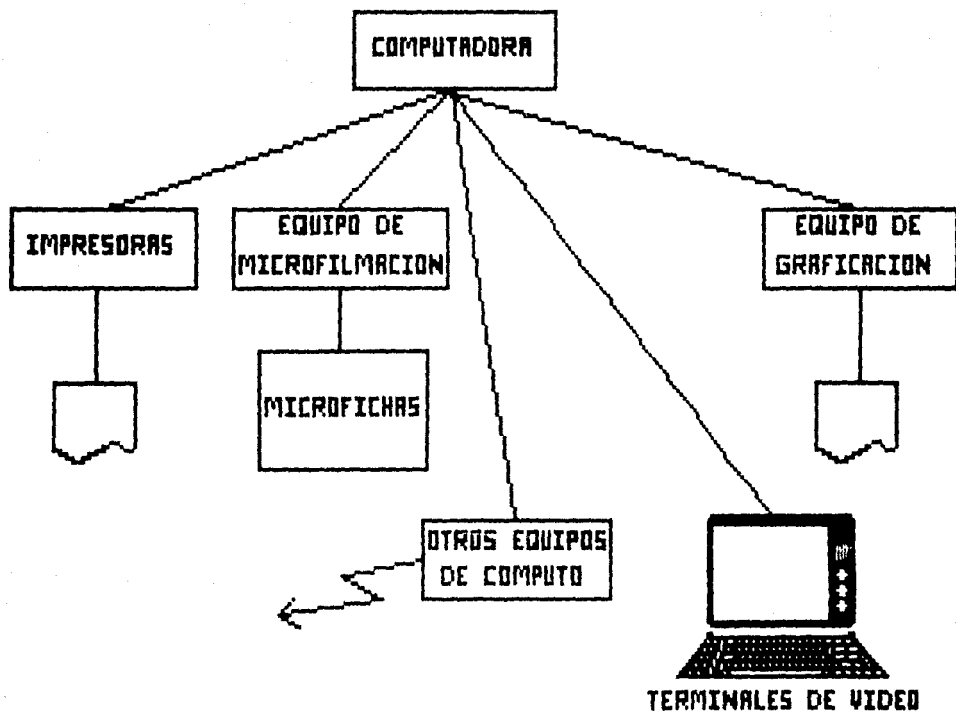 COMPUTADORA
IMPRESORAS
EQUIPO DE
MICROFILMACION
EQUIPO DE
GRAFICACION
MICROFICHAS
OTROS EQUIPOS
DE COMPUTO
TERMINALES DE VIDEO